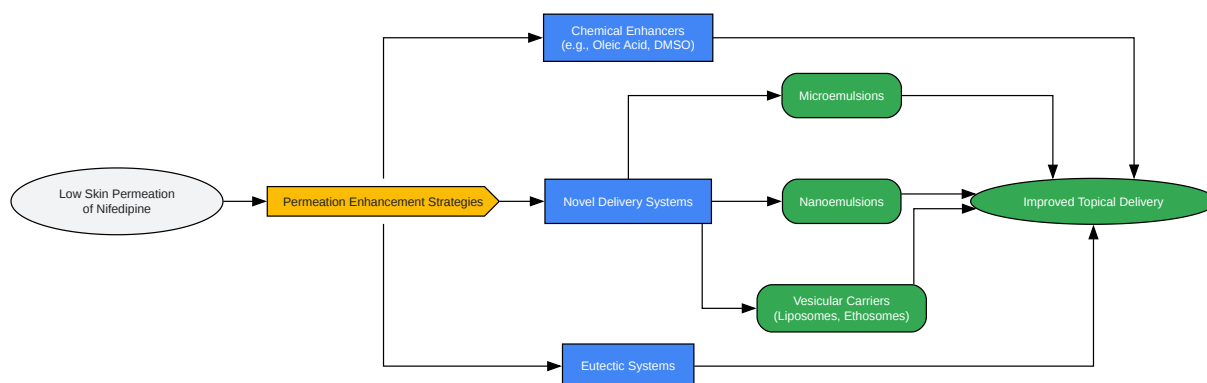 Chemical Enhancers
(e.g., Oleic Acid, DMSO)
Microemulsions
Low Skin Permeation
of Nifedipine
Permeation Enhancement Strategies
Novel Delivery Systems
Nanoemulsions
Improved Topical Delivery
Vesicular Carriers
(Liposomes, Ethosomes)
Eutectic Systems